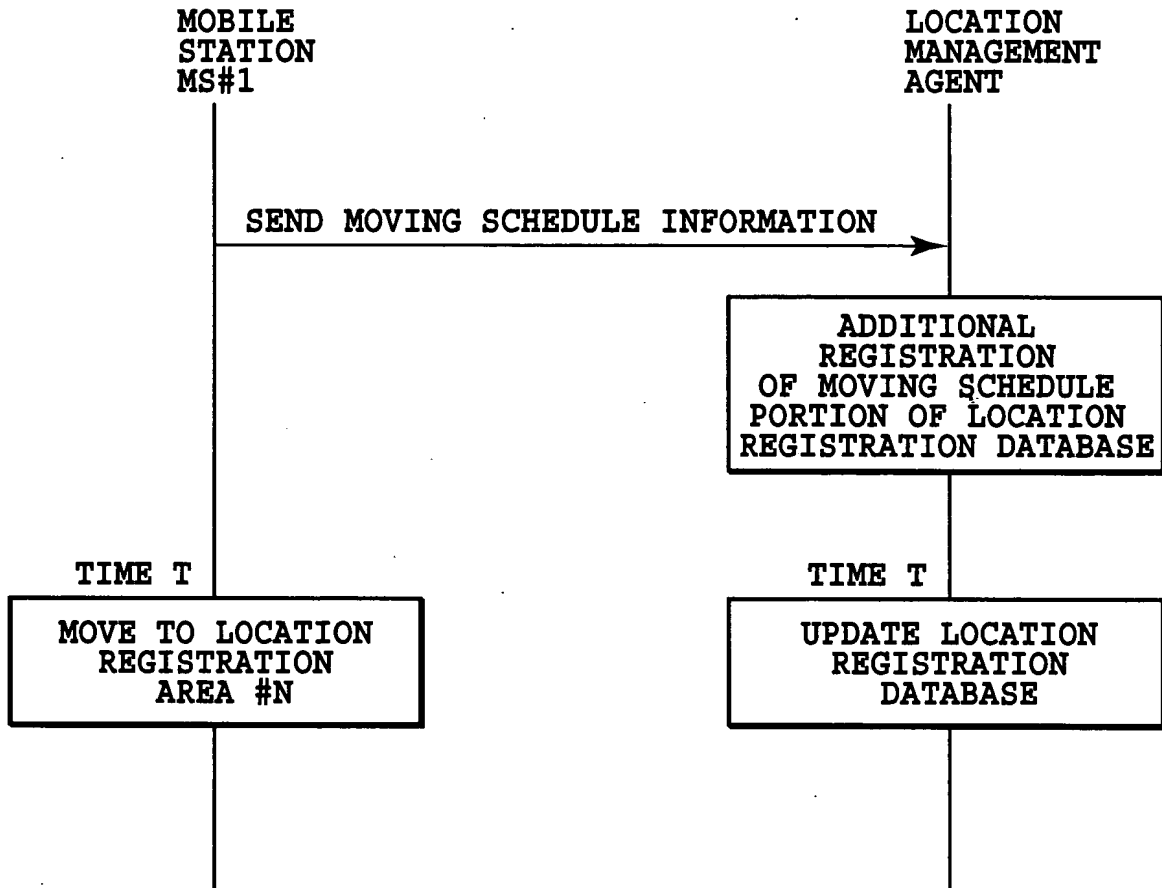 MOBILE
STATION
MS#1
LOCATION
MANAGEMENT
AGENT
SEND MOVING SCHEDULE INFORMATION
ADDITIONAL
REGISTRATION
OF MOVING SCHEDULE
PORTION OF LOCATION
REGISTRATION DATABASE
TIME T
MOVE TO LOCATION
REGISTRATION
AREA #N
TIME T
UPDATE LOCATION
REGISTRATION
DATABASE